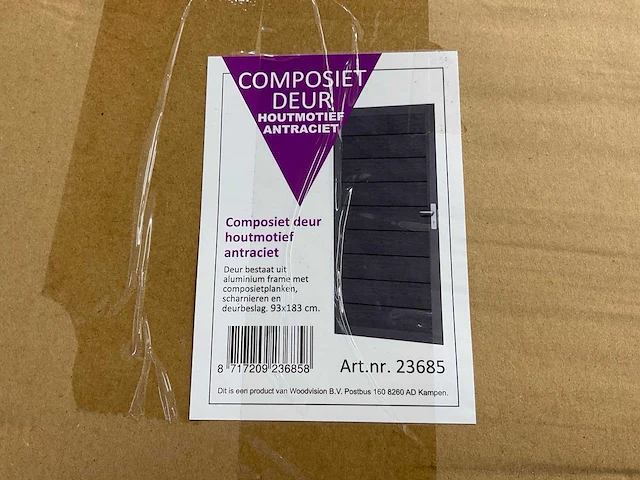 COMPOSIET
DEUR
HOUTMOTIEF
ANTRACIET
Composiet deur
houtmotief
antraciet
Deur bestaat uit
aluminium frame met
composietplanken,
scharnieren en
deurbeslag. 93x183 cm.
8 717209 236858
Art.nr. 23685
Dit is een product van Woodvision B.V. Postbus 160 8260 AD Kampen.